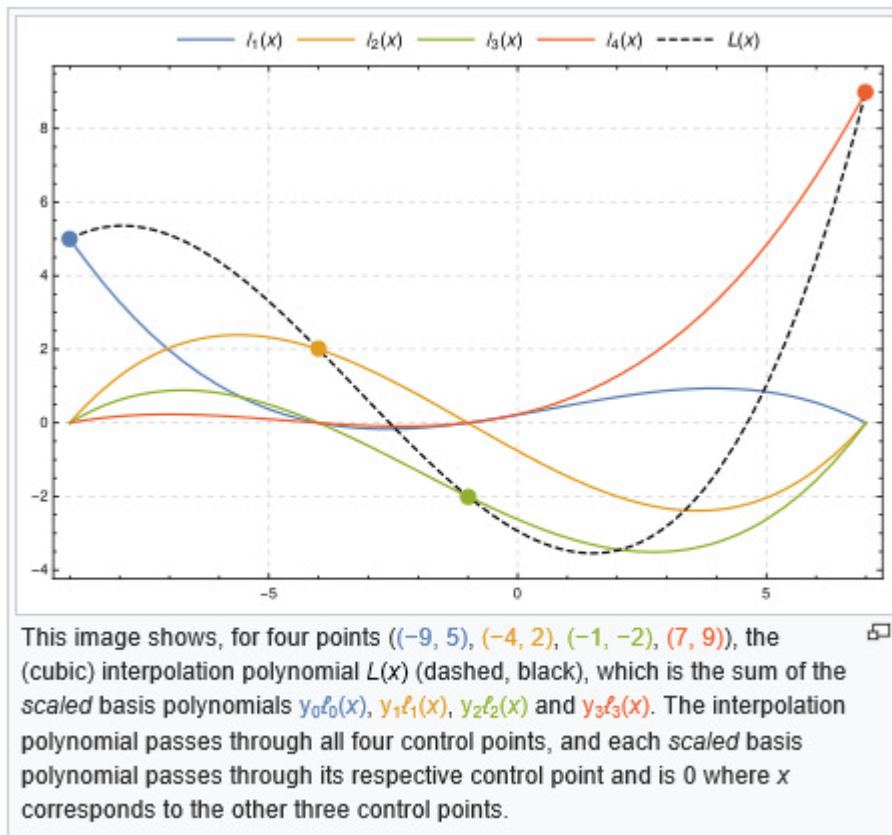 l₁(x) l₂(x) l₃(x) l₄(x) L(x)
8
6
4
2
0
−2
−4
−5 0 5
This image shows, for four points ((−9, 5), (−4, 2), (−1, −2), (7, 9)), the
(cubic) interpolation polynomial L(x) (dashed, black), which is the sum of the
scaled basis polynomials y₀ℓ₀(x), y₁ℓ₁(x), y₂ℓ₂(x) and y₃ℓ₃(x). The interpolation
polynomial passes through all four control points, and each scaled basis
polynomial passes through its respective control point and is 0 where x
corresponds to the other three control points.